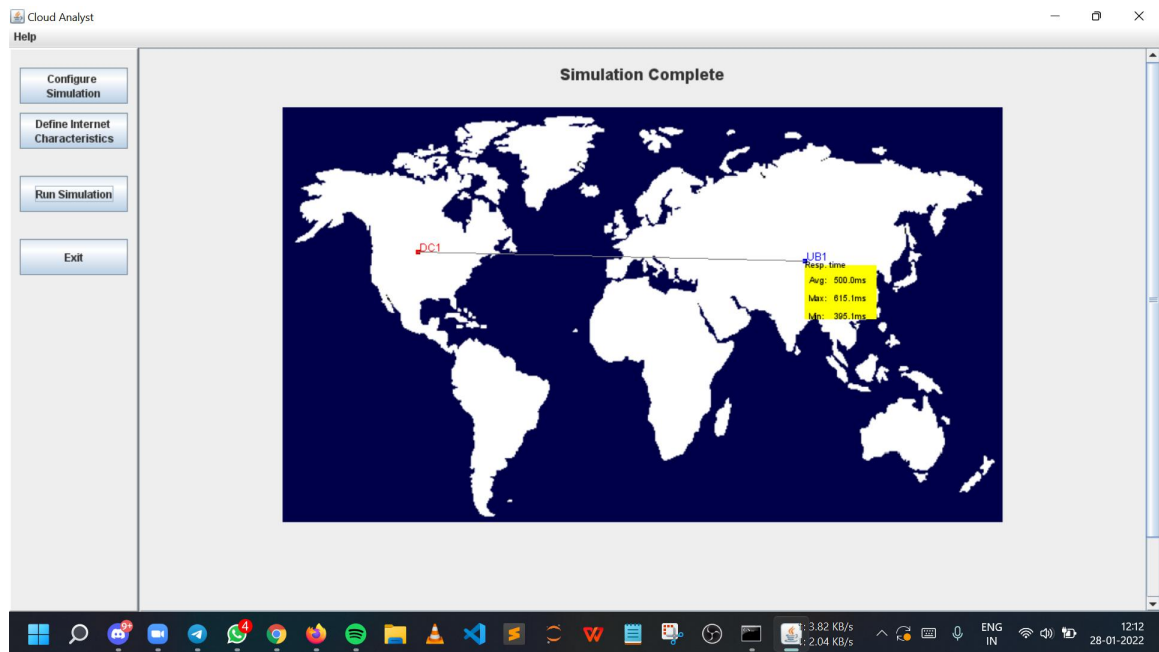 Cloud Analyst
Help
Configure
Simulation
Define Internet
Characteristics
Run Simulation
Exit
Simulation Complete
DC1
UB1
Resp. time
Avg: 500.0ms
Max: 615.1ms
Min: 395.1ms
9+
4
3.82 KB/s
: 2.04 KB/s
ENG
IN
12:12
28-01-2022